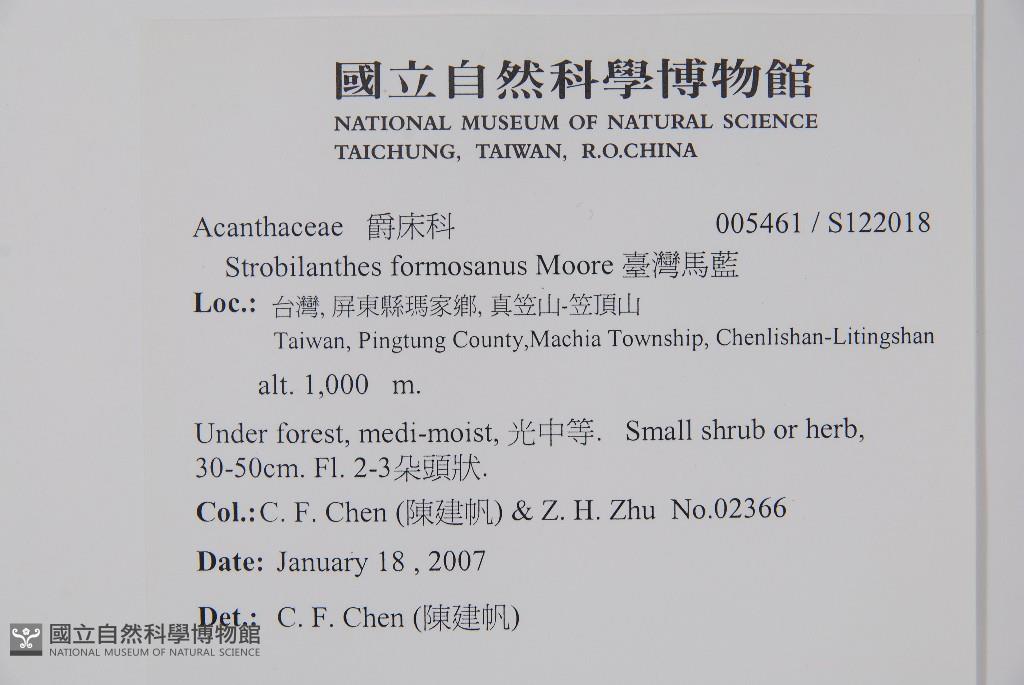 國立自然科學博物館
NATIONAL MUSEUM OF NATURAL SCIENCE
TAICHUNG, TAIWAN, R.O.CHINA
Acanthaceae 爵床科 005461 / S122018
Strobilanthes formosanus Moore 臺灣馬藍
Loc.: 台灣, 屏東縣瑪家鄉, 真笠山-笠頂山
Taiwan, Pingtung County,Machia Township, Chenlishan-Litingshan
alt. 1,000 m.
Under forest, medi-moist, 光中等. Small shrub or herb,
30-50cm. Fl. 2-3朵頭狀.
Col.: C. F. Chen (陳建帆) & Z. H. Zhu No.02366
Date: January 18 , 2007
Det.: C. F. Chen (陳建帆)
國立自然科學博物館
NATIONAL MUSEUM OF NATURAL SCIENCE